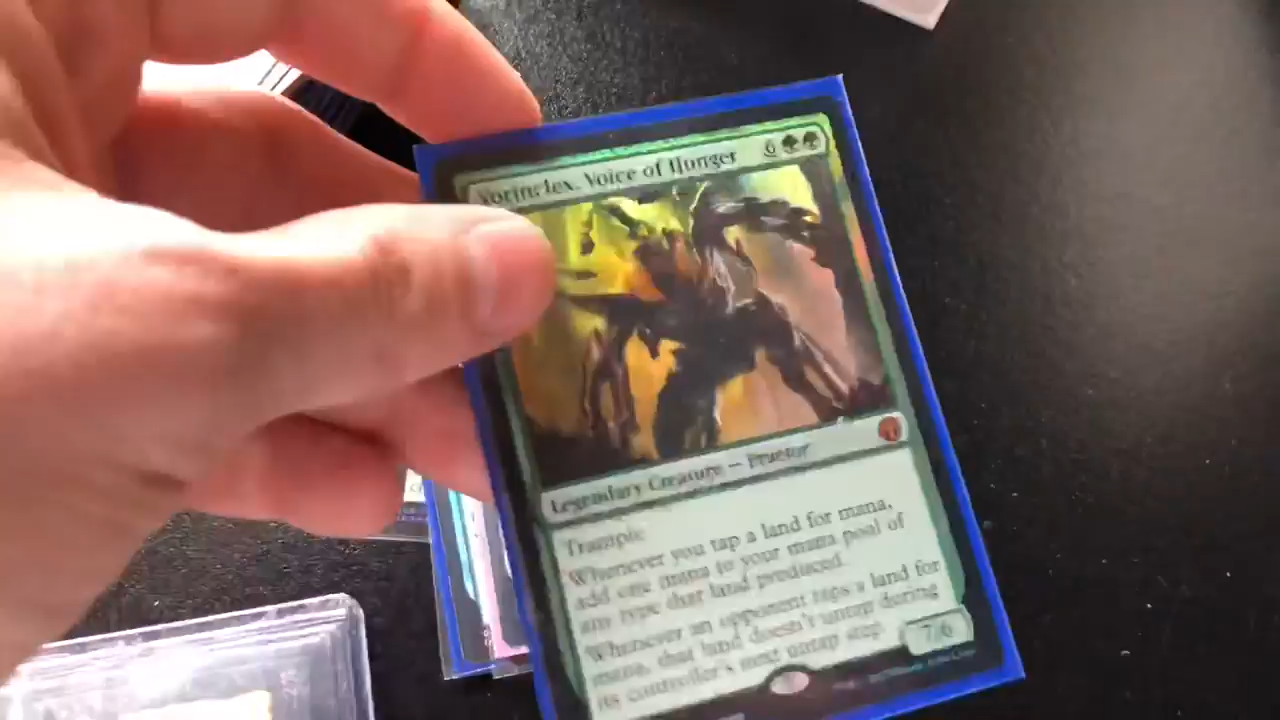 Vorinclex, Voice of Hunger 6
Legendary Creature — Praetor
Trample
Whenever you tap a land for mana,
add one mana to your mana pool of
any type that land produced.
Whenever an opponent taps a land for
mana, that land doesn't untap during
its controller's next untap step.
7/6